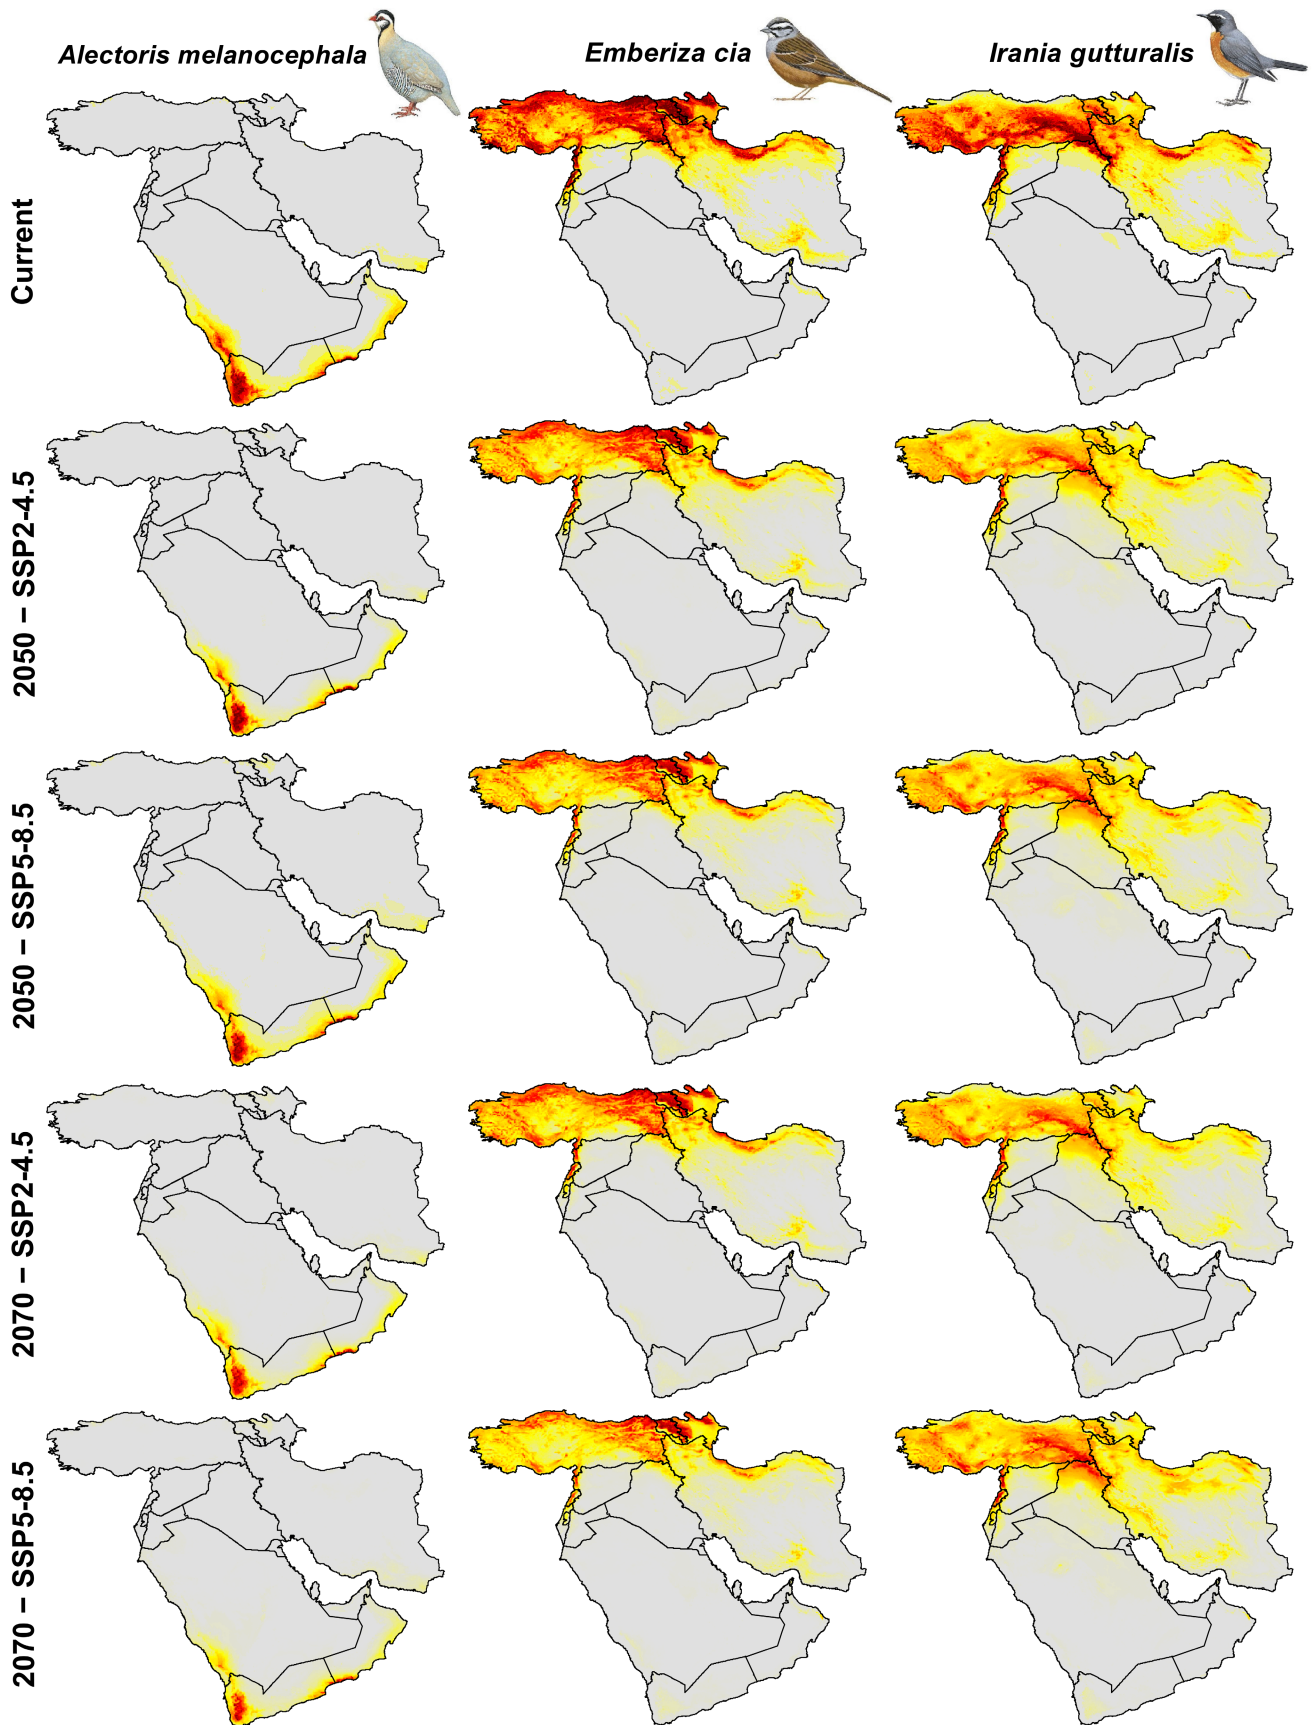 Alectoris melanocephala
Emberiza cia
Irania gutturalis
Current
2050 – SSP2-4.5
2050 – SSP5-8.5
2070 – SSP2-4.5
2070 – SSP5-8.5